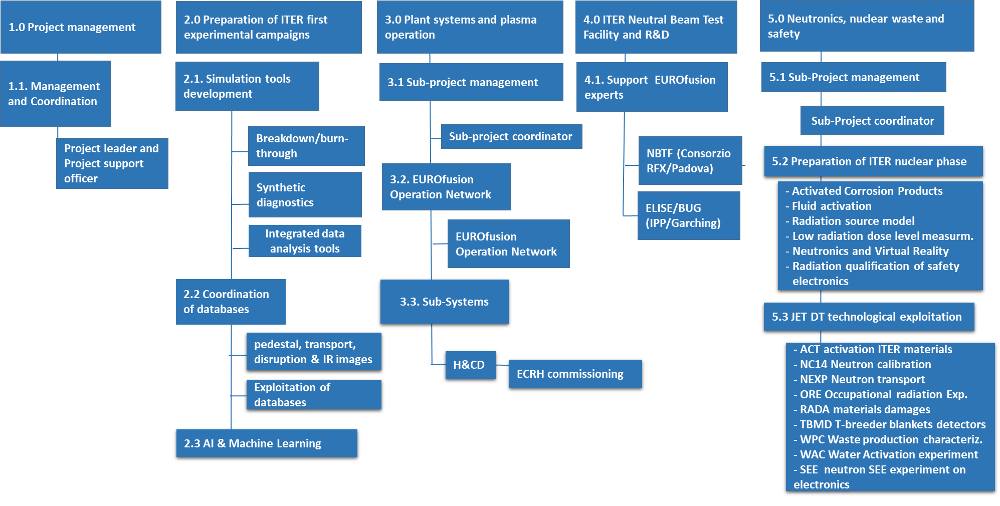 1.0 Project management
1.1. Management
and Coordination
Project leader and
Project support
officer
2.0 Preparation of ITER first
experimental campaigns
2.1. Simulation tools
development
Breakdown/burn-
through
Synthetic
diagnostics
Integrated data
analysis tools
2.2 Coordination
of databases
pedestal, transport,
disruption & IR images
Exploitation of
databases
2.3 AI & Machine Learning
3.0 Plant systems and plasma
operation
3.1 Sub-project management
Sub-project coordinator
3.2. EUROfusion
Operation Network
EUROfusion
Operation Network
3.3. Sub-Systems
H&CD
ECRH commissioning
4.0 ITER Neutral Beam Test
Facility and R&D
4.1. Support EUROfusion
experts
NBTF (Consorzio
RFX/Padova)
ELISE/BUG
(IPP/Garching)
5.0 Neutronics, nuclear waste and
safety
5.1 Sub-Project management
Sub-Project coordinator
5.2 Preparation of ITER nuclear phase
- Activated Corrosion Products
- Fluid activation
- Radiation source model
- Low radiation dose level measurm.
- Neutronics and Virtual Reality
- Radiation qualification of safety
electronics
5.3 JET DT technological exploitation
- ACT activation ITER materials
- NC14 Neutron calibration
- NEXP Neutron transport
- ORE Occupational radiation Exp.
- RADA materials damages
- TBMD T-breeder blankets detectors
- WPC Waste production characteriz.
- WAC Water Activation experiment
- SEE neutron SEE experiment on
electronics